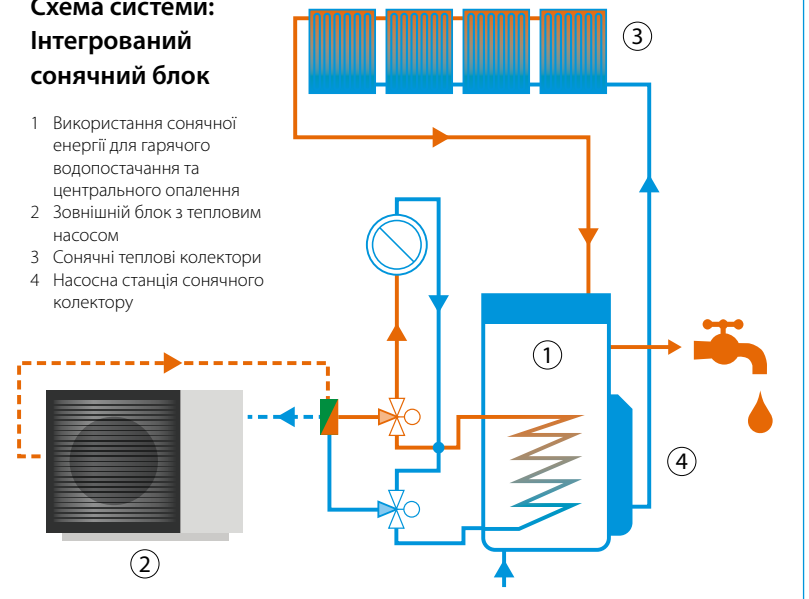 Схема системи:
Інтегрований
сонячний блок
1 Використання сонячної
енергії для гарячого
водопостачання та
центрального опалення
2 Зовнішній блок з тепловим
насосом
3 Сонячні теплові колектори
4 Насосна станція сонячного
колектору
3
1
4
2